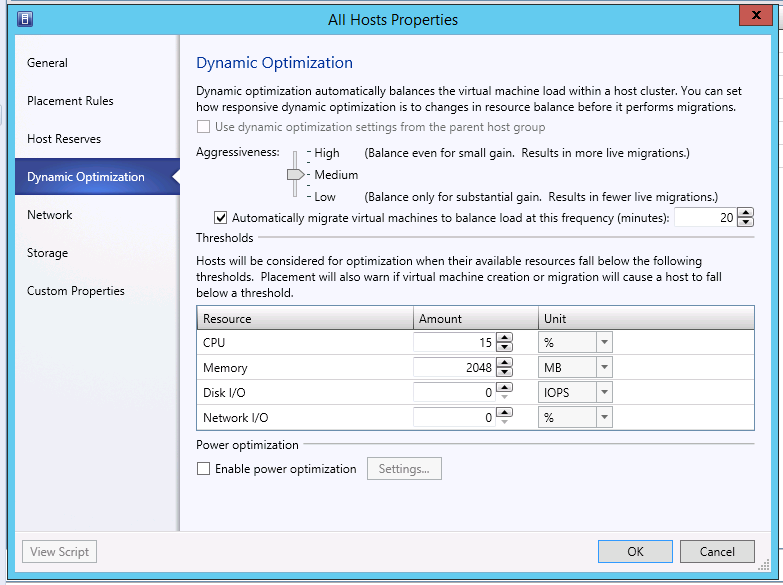 All Hosts Properties
x
General
Placement Rules
Host Reserves
Dynamic Optimization
Network
Storage
Custom Properties
Dynamic Optimization
Dynamic optimization automatically balances the virtual machine load within a host cluster. You can set
how responsive dynamic optimization is to changes in resource balance before it performs migrations.
Use dynamic optimization settings from the parent host group
Aggressiveness:
High (Balance even for small gain. Results in more live migrations.)
Medium
Low (Balance only for substantial gain. Results in fewer live migrations.)
Automatically migrate virtual machines to balance load at this frequency (minutes): 20
Thresholds
Hosts will be considered for optimization when their available resources fall below the following
thresholds. Placement will also warn if virtual machine creation or migration will cause a host to fall
below a threshold.
Resource Amount Unit
CPU 15 %
Memory 2048 MB
Disk I/O 0 IOPS
Network I/O 0 %
Power optimization
Enable power optimization Settings...
View Script OK Cancel